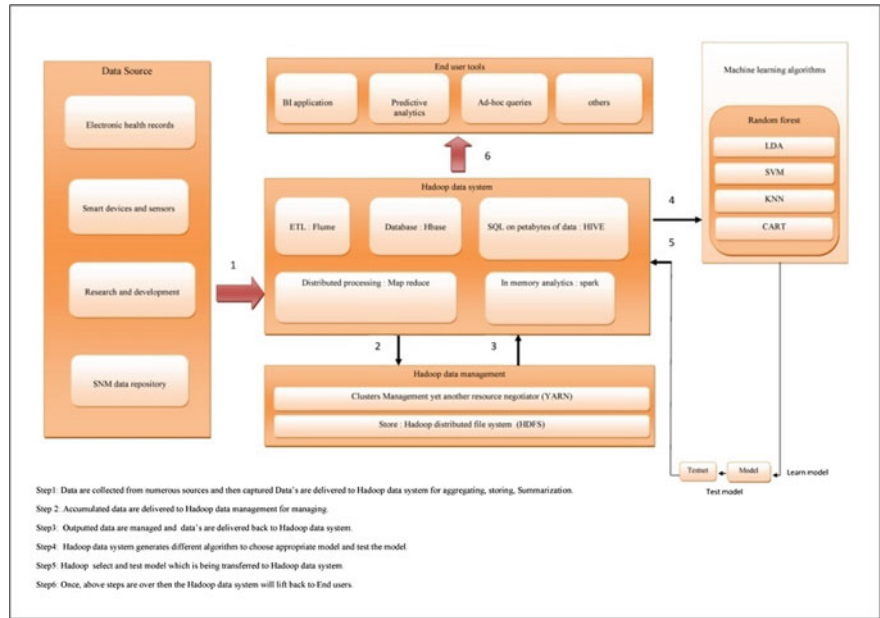 Data Source
Electronic health records
Smart devices and sensors
Research and development
SNM data repository
1
End user tools
BI application
Predictive
analytics
Ad-hoc queries
others
6
Hadoop data system
ETL : Flume
Database : Hbase
SQL on petabytes of data : HIVE
Distributed processing : Map reduce
In memory analytics : spark
2
3
Hadoop data management
Clusters Management yet another resource negotiator (YARN)
Store : Hadoop distributed file system (HDFS)
4
5
Machine learning algorithms
Random forest
LDA
SVM
KNN
CART
Testset
Model
Learn model
Test model
Step1: Data are collected from numerous sources and then captured Data's are delivered to Hadoop data system for aggregating, storing, Summarization.
Step 2: Accumulated data are delivered to Hadoop data management for managing.
Step3: Outputted data are managed and data's are delivered back to Hadoop data system.
Step4: Hadoop data system generates different algorithm to choose appropriate model and test the model.
Step5: Hadoop select and test model which is being transferred to Hadoop data system.
Step6: Once, above steps are over then the Hadoop data system will lift back to End users.